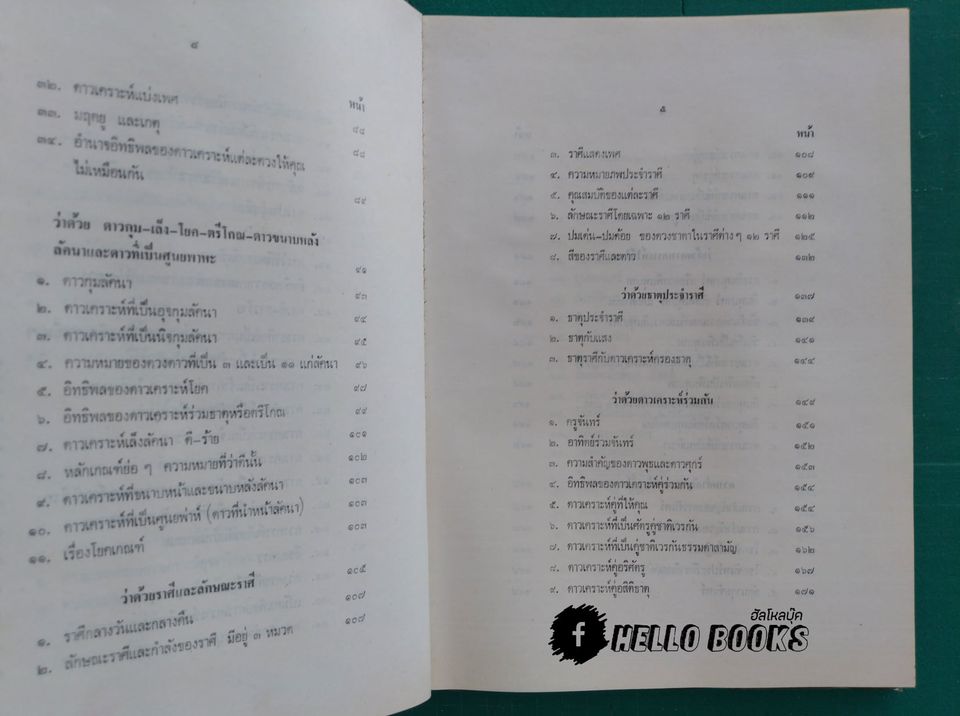 ๔
หน้า
๓๒. ดาวเคราะห์แบ่งเพศ ๘๘
๓๓. มฤตยู และเกตุ ๘๘
๓๔. อำนาจอิทธิพลของดาวเคราะห์แต่ละดวงให้คุณ
ไม่เหมือนกัน ๘๙
ว่าด้วย ดาวกุม-เล็ง-โยค-ตรีโกณ-ดาวขนาบหลัง
ลัคนาและดาวที่เป็นศูนยพาหะ ๙๑
๑. ดาวกุมลัคนา ๙๓
๒. ดาวเคราะห์ที่เป็นอุจกุมลัคนา ๙๔
๓. ดาวเคราะห์ที่เป็นนิจกุมลัคนา ๙๕
๔. ความหมายของดวงดาวที่เป็น ๓ และเป็น ๑๑ แก่ลัคนา ๙๖
๕. อิทธิพลของดาวเคราะห์โยค ๙๗
๖. อิทธิพลของดาวเคราะห์ร่วมธาตุหรือตรีโกณ ๙๙
๗. ดาวเคราะห์เล็งลัคนา ดี-ร้าย ๑๐๑
๘. หลักเกณฑ์ย่อ ๆ ความหมายที่ว่าดีนั้น ๑๐๒
๙. ดาวเคราะห์ที่ขนาบหน้าและขนาบหลังลัคนา ๑๐๓
๑๐. ดาวเคราะห์ที่เป็นศูนย์พ่าห์ (ดาวที่นำหน้าลัคนา) ๑๐๓
๑๑. เรื่องโยคเกณฑ์ ๑๐๓
ว่าด้วยราศีและลักษณะราศี ๑๐๕
๑. ราศีกลางวันและกลางคืน ๑๐๗
๒. ลักษณะราศีและกำลังของราศี มีอยู่ ๓ หมวด ๑๐๗
๕
หน้า
๓. ราศีแสดงเพศ ๑๐๘
๔. ความหมายภพประจำราศี ๑๐๙
๕. คุณสมบัติของแต่ละราศี ๑๑๑
๖. ลักษณะราศีโดยเฉพาะ ๑๒ ราศี ๑๑๒
๗. ปมเด่น-ปมด้อย ของดวงชาตาในราศีต่าง ๆ ๑๒ ราศี ๑๒๕
๘. สีของราศีและดาว ๑๓๒
ว่าด้วยธาตุประจำราศี ๑๓๗
๑. ธาตุประจำราศี ๑๓๙
๒. ธาตุกับแสง ๑๔๑
๓. ธาตุราศีกับดาวเคราะห์ครองธาตุ ๑๔๔
ว่าด้วยดาวเคราะห์ร่วมกัน ๑๔๙
๑. ครูจันทร์ ๑๕๑
๒. อาทิตย์ร่วมจันทร์ ๑๕๒
๓. ความสำคัญของดาวพุธและดาวศุกร์ ๑๕๓
๔. อิทธิพลของดาวเคราะห์คู่ร่วมกัน ๑๕๔
๕. ดาวเคราะห์คู่ที่ให้คุณ ๑๕๔
๖. ดาวเคราะห์ที่เป็นศัตรูคู่ชาติเวรกัน ๑๕๖
๗. ดาวเคราะห์ที่เป็นคู่ชาติเวรกันธรรมดาสามัญ ๑๖๒
๘. ดาวเคราะห์คู่อริศัตรู ๑๖๗
๙. ดาวเคราะห์คู่อสิติธาตุ ๑๗๑
ฮัลโหลบุ๊ค
f HELLO BOOKS